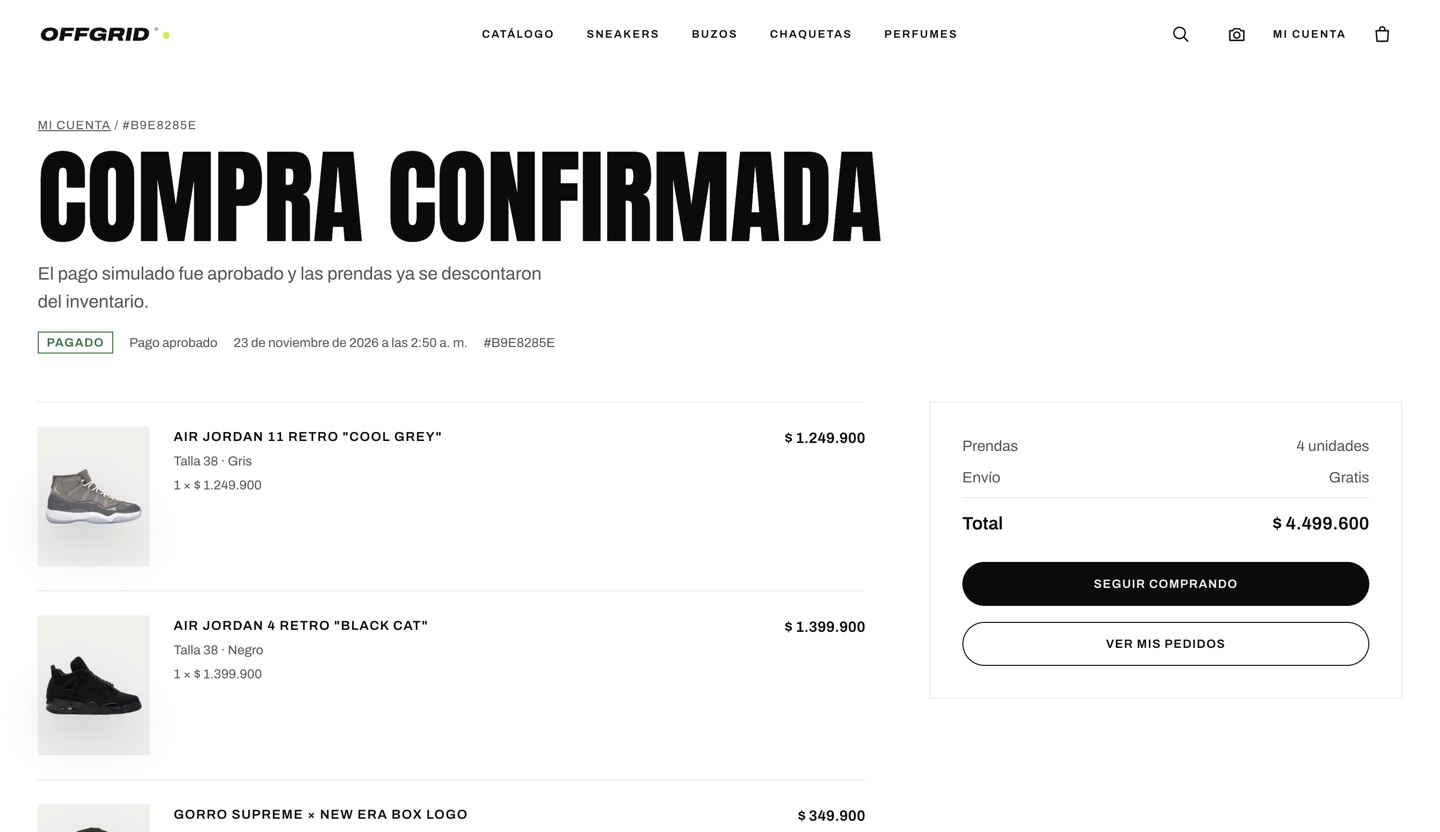 OFFGRID
CATÁLOGO SNEAKERS BUZOS CHAQUETAS PERFUMES
MI CUENTA
MI CUENTA / #B9E8285E
COMPRA CONFIRMADA
El pago simulado fue aprobado y las prendas ya se descontaron
del inventario.
PAGADO Pago aprobado 23 de noviembre de 2026 a las 2:50 a. m. #B9E8285E
AIR JORDAN 11 RETRO "COOL GREY" $ 1.249.900
Talla 38 · Gris
1 × $ 1.249.900
AIR JORDAN 4 RETRO "BLACK CAT" $ 1.399.900
Talla 38 · Negro
1 × $ 1.399.900
GORRO SUPREME × NEW ERA BOX LOGO $ 349.900
Prendas 4 unidades
Envío Gratis
Total $ 4.499.600
SEGUIR COMPRANDO
VER MIS PEDIDOS